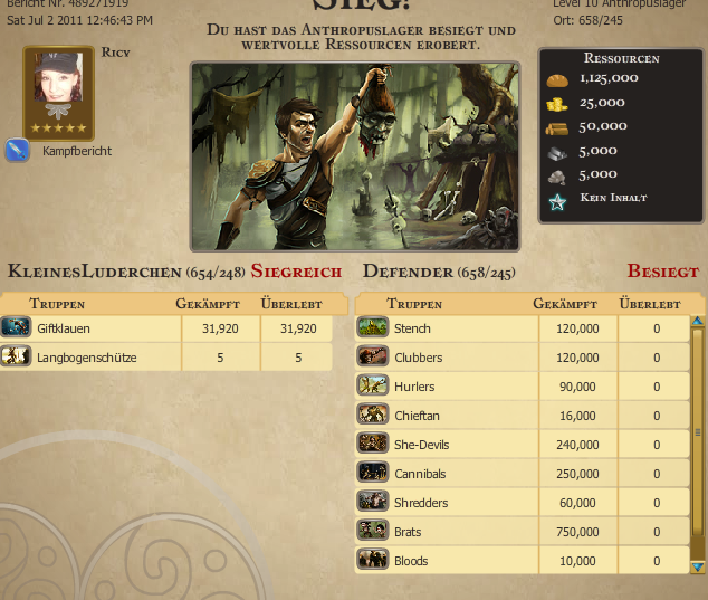 Bericht Nr. 489271919
Sat Jul 2 2011 12:46:43 PM
Sieg!
Level 10 Anthropuslager
Ort: 658/245
Du hast das Anthropuslager besiegt und
wertvolle Ressourcen erobert.
Ricv
Kampfbericht
Ressourcen
1,125,000
25,000
50,000
5,000
5,000
Kein Inhalt
KleinesLuderchen (654/248) Siegreich
Defender (658/245) Besiegt
Truppen Gekämpft Überlebt
Giftklauen 31,920 31,920
Langbogenschütze 5 5
Truppen Gekämpft Überlebt
Stench 120,000 0
Clubbers 120,000 0
Hurlers 90,000 0
Chieftan 16,000 0
She-Devils 240,000 0
Cannibals 250,000 0
Shredders 60,000 0
Brats 750,000 0
Bloods 10,000 0